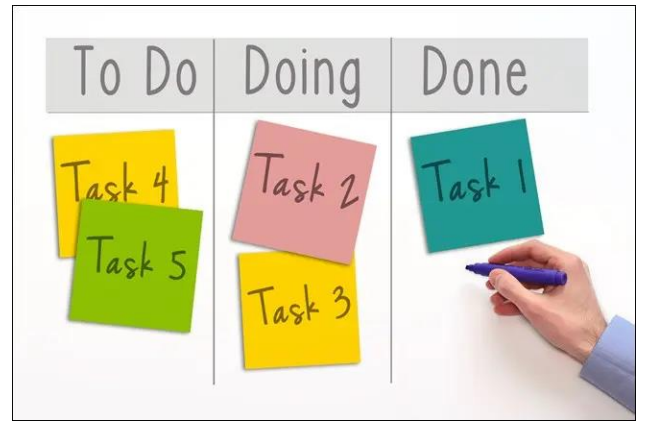 To Do
Doing
Done
Task 4
Task 5
Task 2
Task 3
Task 1